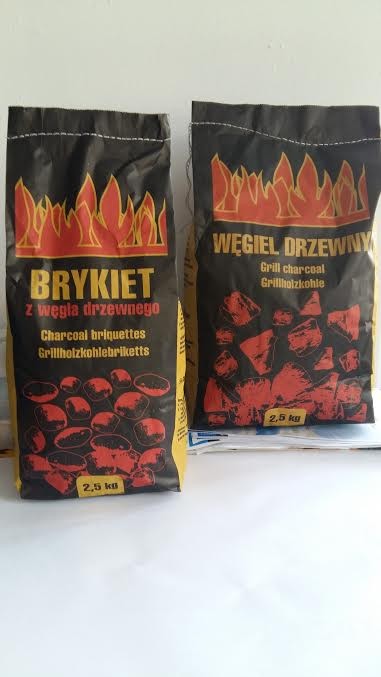 BRYKIET
z węgla drzewnego
Charcoal briquettes
Grillholzkohlebriketts
2,5 kg
WĘGIEL DRZEWNY
Grill charcoal
Grillholzkohle
2,5 kg